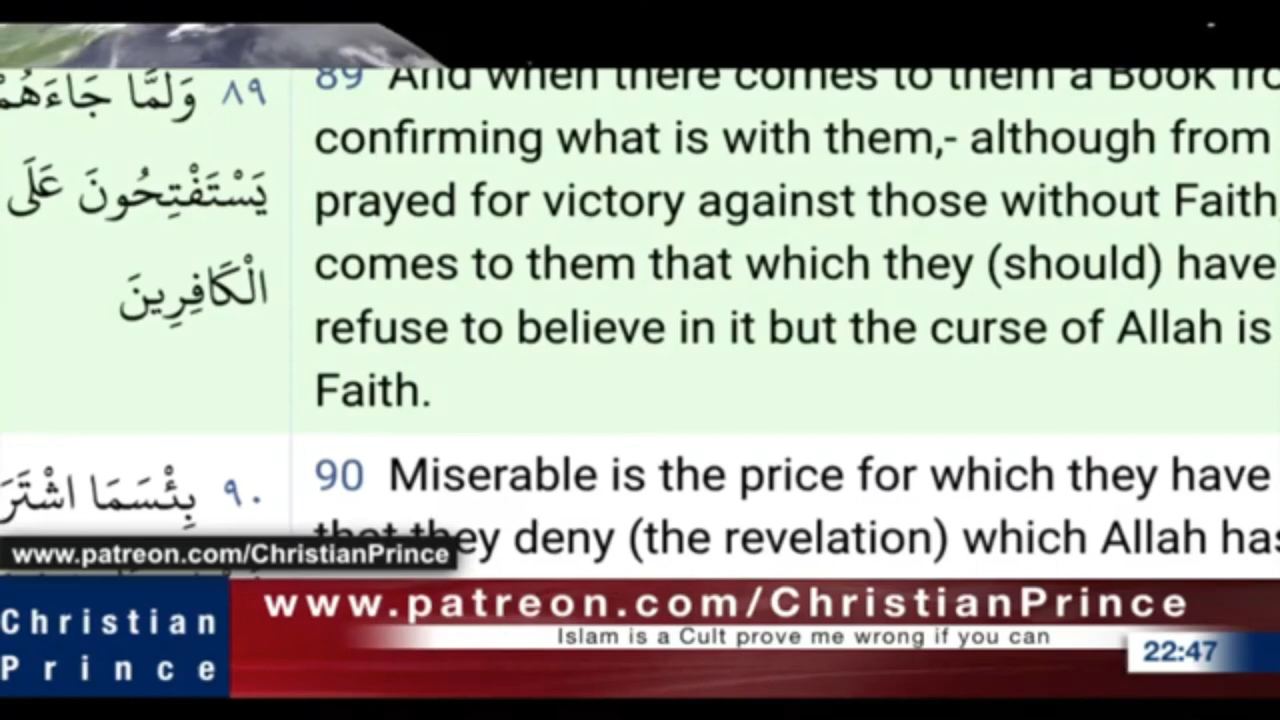 ٨٩ وَلَمَّا جَاءَهُمْ
يَسْتَفْتِحُونَ عَلَى
الْكَافِرِينَ
89 And when there comes to them a Book
confirming what is with them,- although from
prayed for victory against those without Faith
comes to them that which they (should) have
refuse to believe in it but the curse of Allah is
Faith.
٩٠ بِئْسَمَا
90 Miserable is the price for which they have
that they deny (the revelation) which Allah has
www.patreon.com/ChristianPrince
Christian
Prince
www.patreon.com/ChristianPrince
Islam is a Cult prove me wrong if you can
22:47